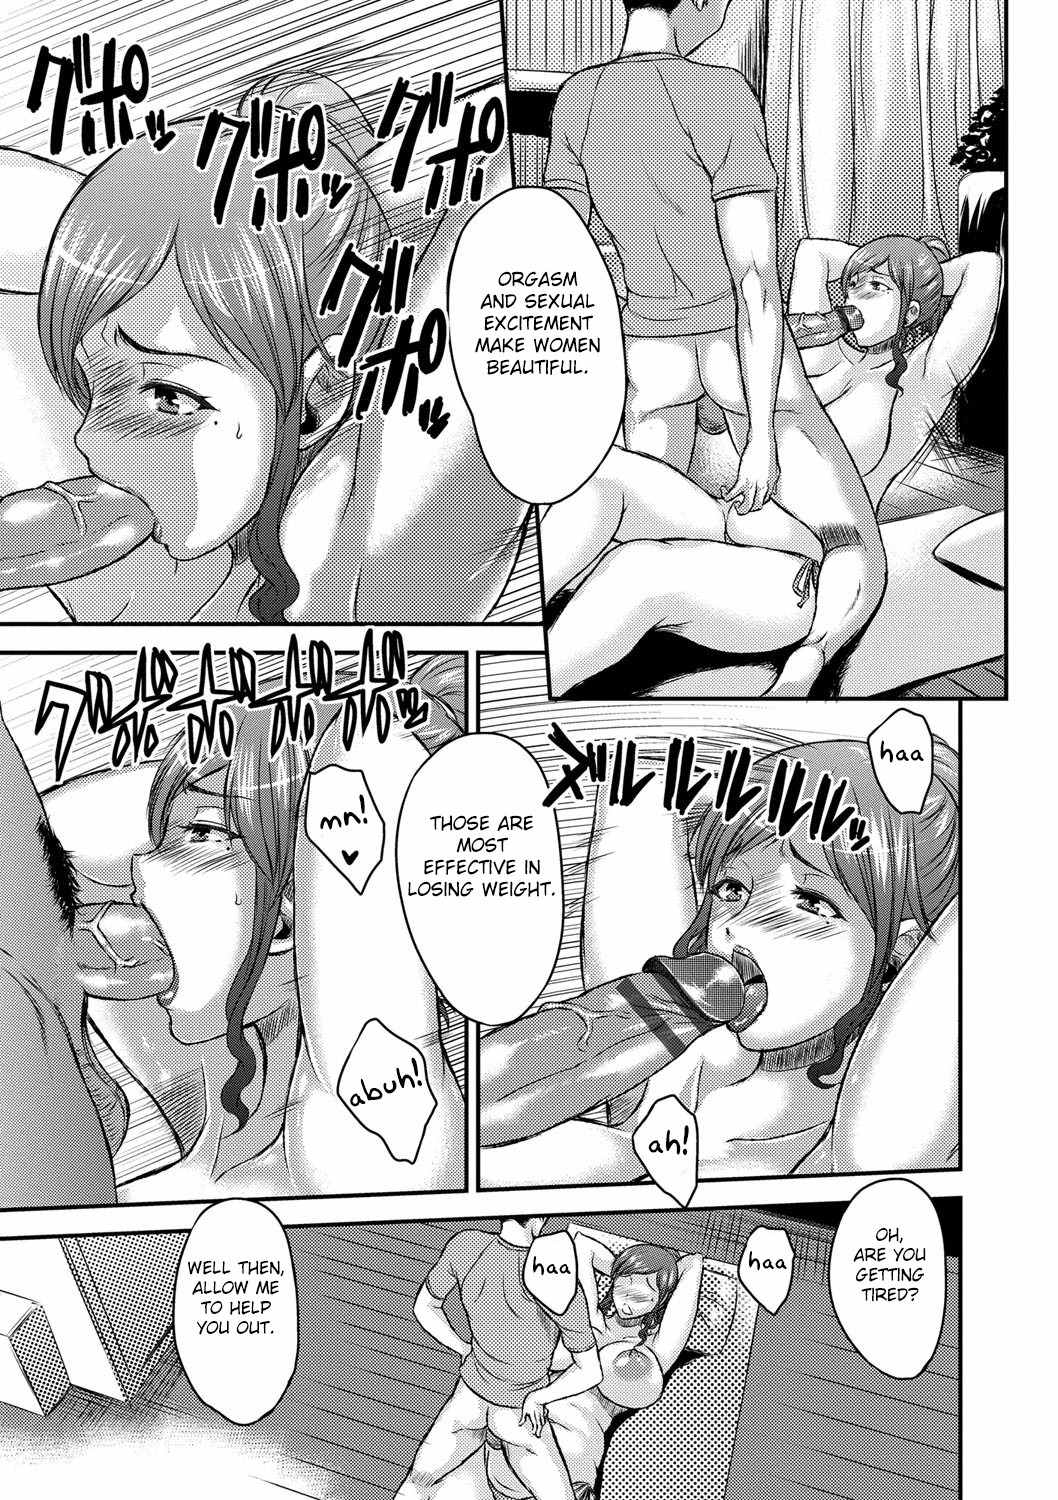 グポッ
グポッ
グポッ
ORGASM
AND SEXUAL
EXCITEMENT
MAKE WOMEN
BEAUTIFUL.
グポッ
haa
ズルルルルルルッ
THOSE ARE
MOST
EFFECTIVE IN
LOSING WEIGHT.
ah!
mn!
♥
abuh!
OH,
ARE YOU
GETTING
TIRED?
haa
haa
WELL THEN,
ALLOW ME
TO HELP
YOU OUT.